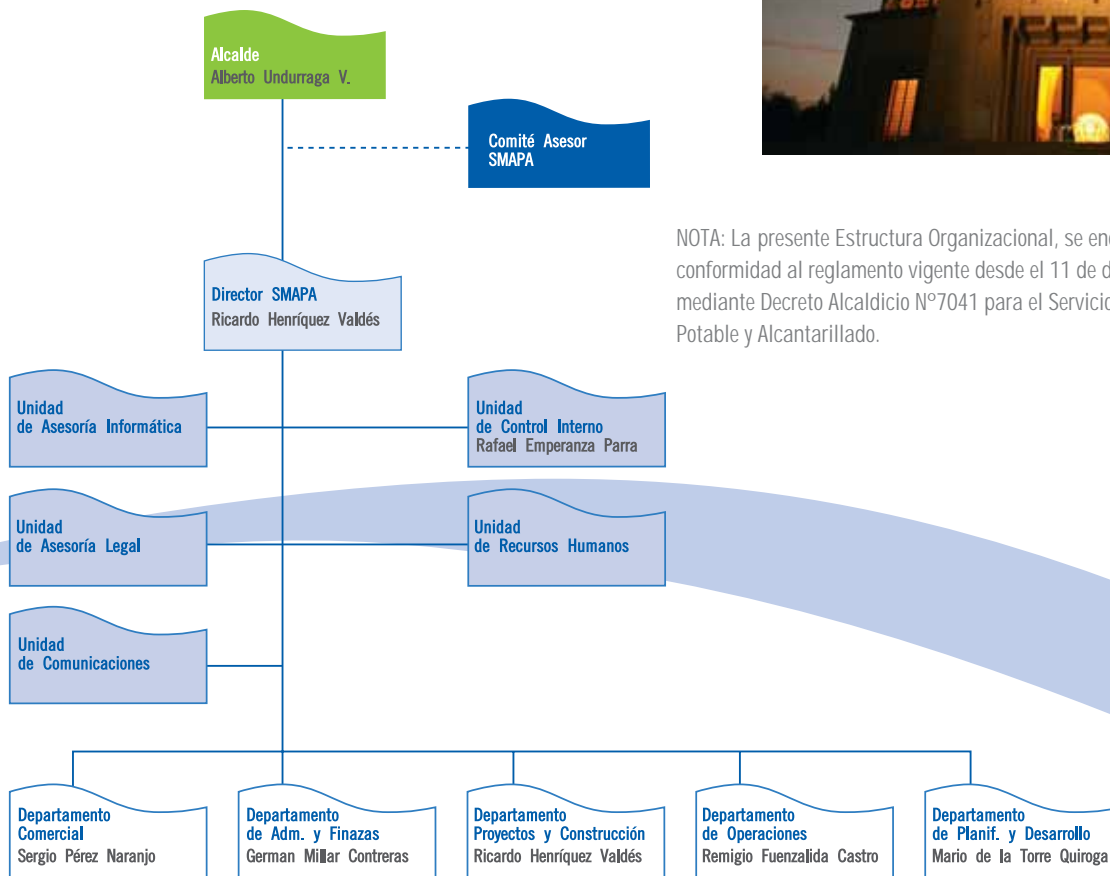 Alcalde
Alberto Undurraga V.
Comité Asesor
SMAPA
NOTA: La presente Estructura Organizacional, se
conformidad al reglamento vigente desde el 11 de
mediante Decreto Alcaldicio Nº7041 para el Servicio
Potable y Alcantarillado.
Director SMAPA
Ricardo Henríquez Valdés
Unidad
de Asesoría Informática
Unidad
de Control Interno
Rafael Emperanza Parra
Unidad
de Asesoría Legal
Unidad
de Recursos Humanos
Unidad
de Comunicaciones
Departamento
Comercial
Sergio Pérez Naranjo
Departamento
de Adm. y Finazas
German Millar Contreras
Departamento
Proyectos y Construcción
Ricardo Henríquez Valdés
Departamento
de Operaciones
Remigio Fuenzalida Castro
Departamento
de Planif. y Desarrollo
Mario de la Torre Quiroga